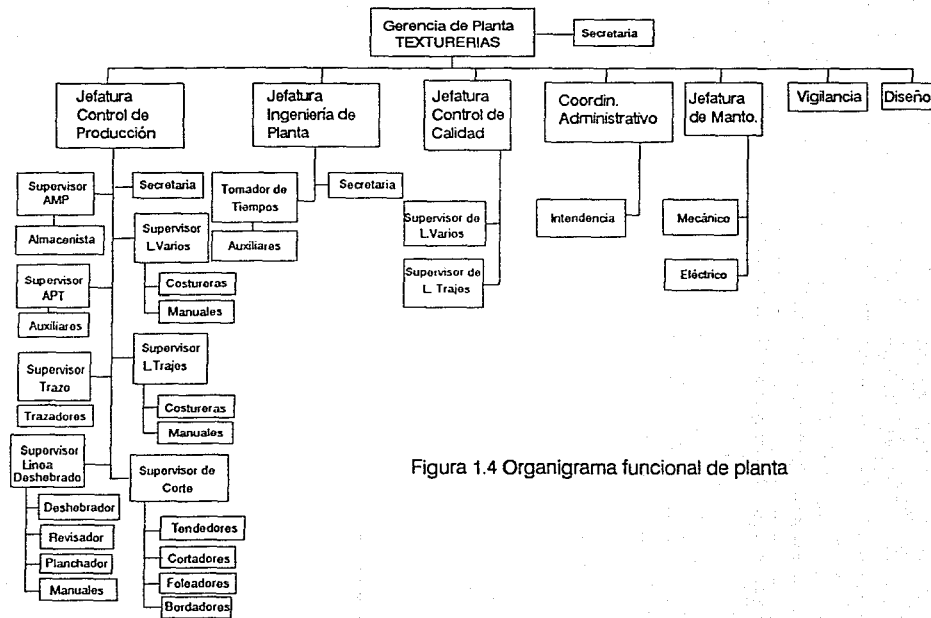 Gerencia de Planta
TEXTURERIAS
Secretaria
Jefatura
Control de
Producción
Jefatura
Ingeniería de
Planta
Jefatura
Control de
Calidad
Coordin.
Administrativo
Jefatura
de Manto.
Vigilancia
Diseño
Supervisor
AMP
Almacenista
Secretaria
Supervisor
L.Varios
Costureras
Manuales
Supervisor
APT
Auxiliares
Supervisor
Trazo
Trazadores
Supervisor
L.Trajes
Costureras
Manuales
Supervisor
Linea
Deshebrado
Deshebrador
Revisador
Planchador
Manuales
Supervisor de
Corte
Tendedores
Cortadores
Foleadores
Bordadores
Tomador de
Tiempos
Auxiliares
Secretaria
Supervisor de
L.Varios
Supervisor de
L. Trajes
Intendencia
Mecánico
Eléctrico
Figura 1.4 Organigrama funcional de planta